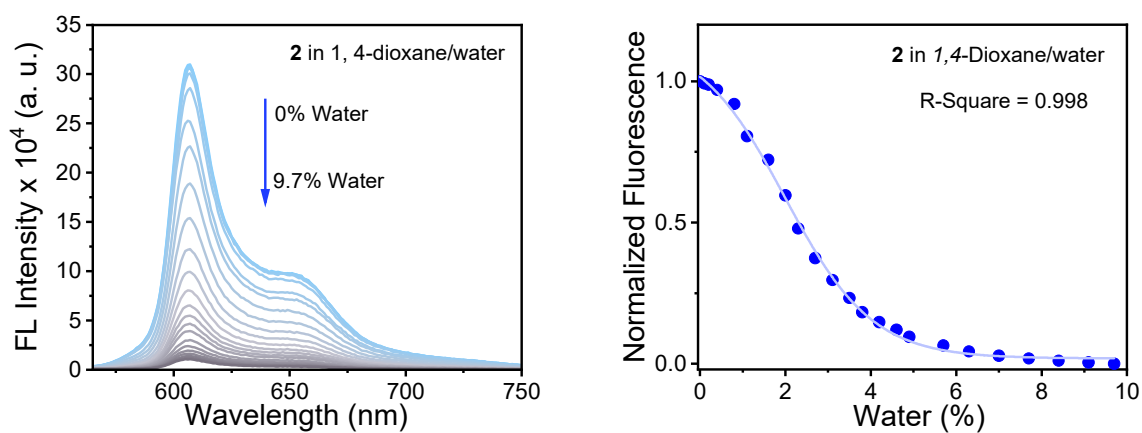 35
30
25
20
15
10
5
0
FL Intensity x 10⁴ (a. u.)
2 in 1, 4-dioxane/water
0% Water
9.7% Water
600 650 700 750
Wavelength (nm)
1.0
0.5
0.0
Normalized Fluorescence
2 in 1,4-Dioxane/water
R-Square = 0.998
0 2 4 6 8 10
Water (%)